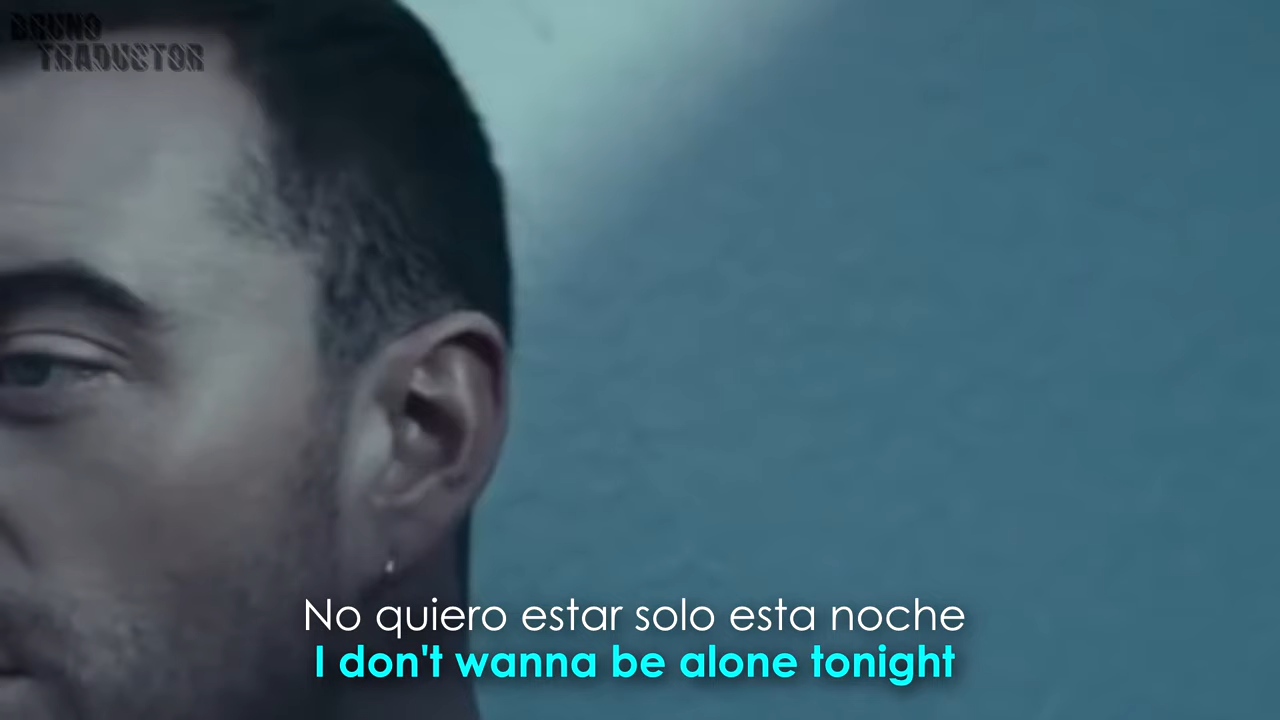 BRUNO
TRADUCTOR
No quiero estar solo esta noche
I don't wanna be alone tonight